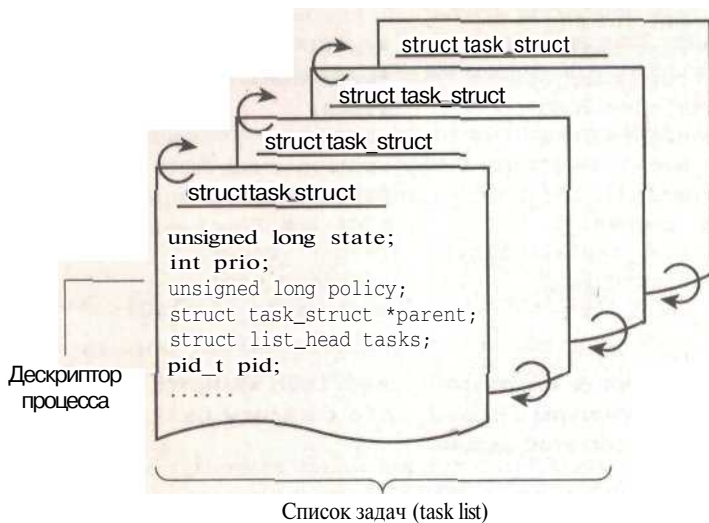 struct task_struct
struct task_struct
struct task_struct
struct task_struct
unsigned long state;
int prio;
unsigned long policy;
struct task_struct *parent;
struct list_head tasks;
pid_t pid;
......
Дескриптор
процесса
Список задач (task list)